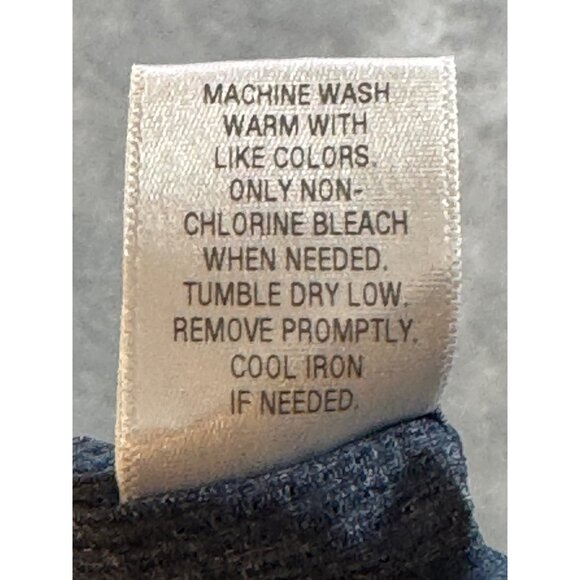 MACHINE WASH
WARM WITH
LIKE COLORS.
ONLY NON-
CHLORINE BLEACH
WHEN NEEDED.
TUMBLE DRY LOW.
REMOVE PROMPTLY.
COOL IRON
IF NEEDED.